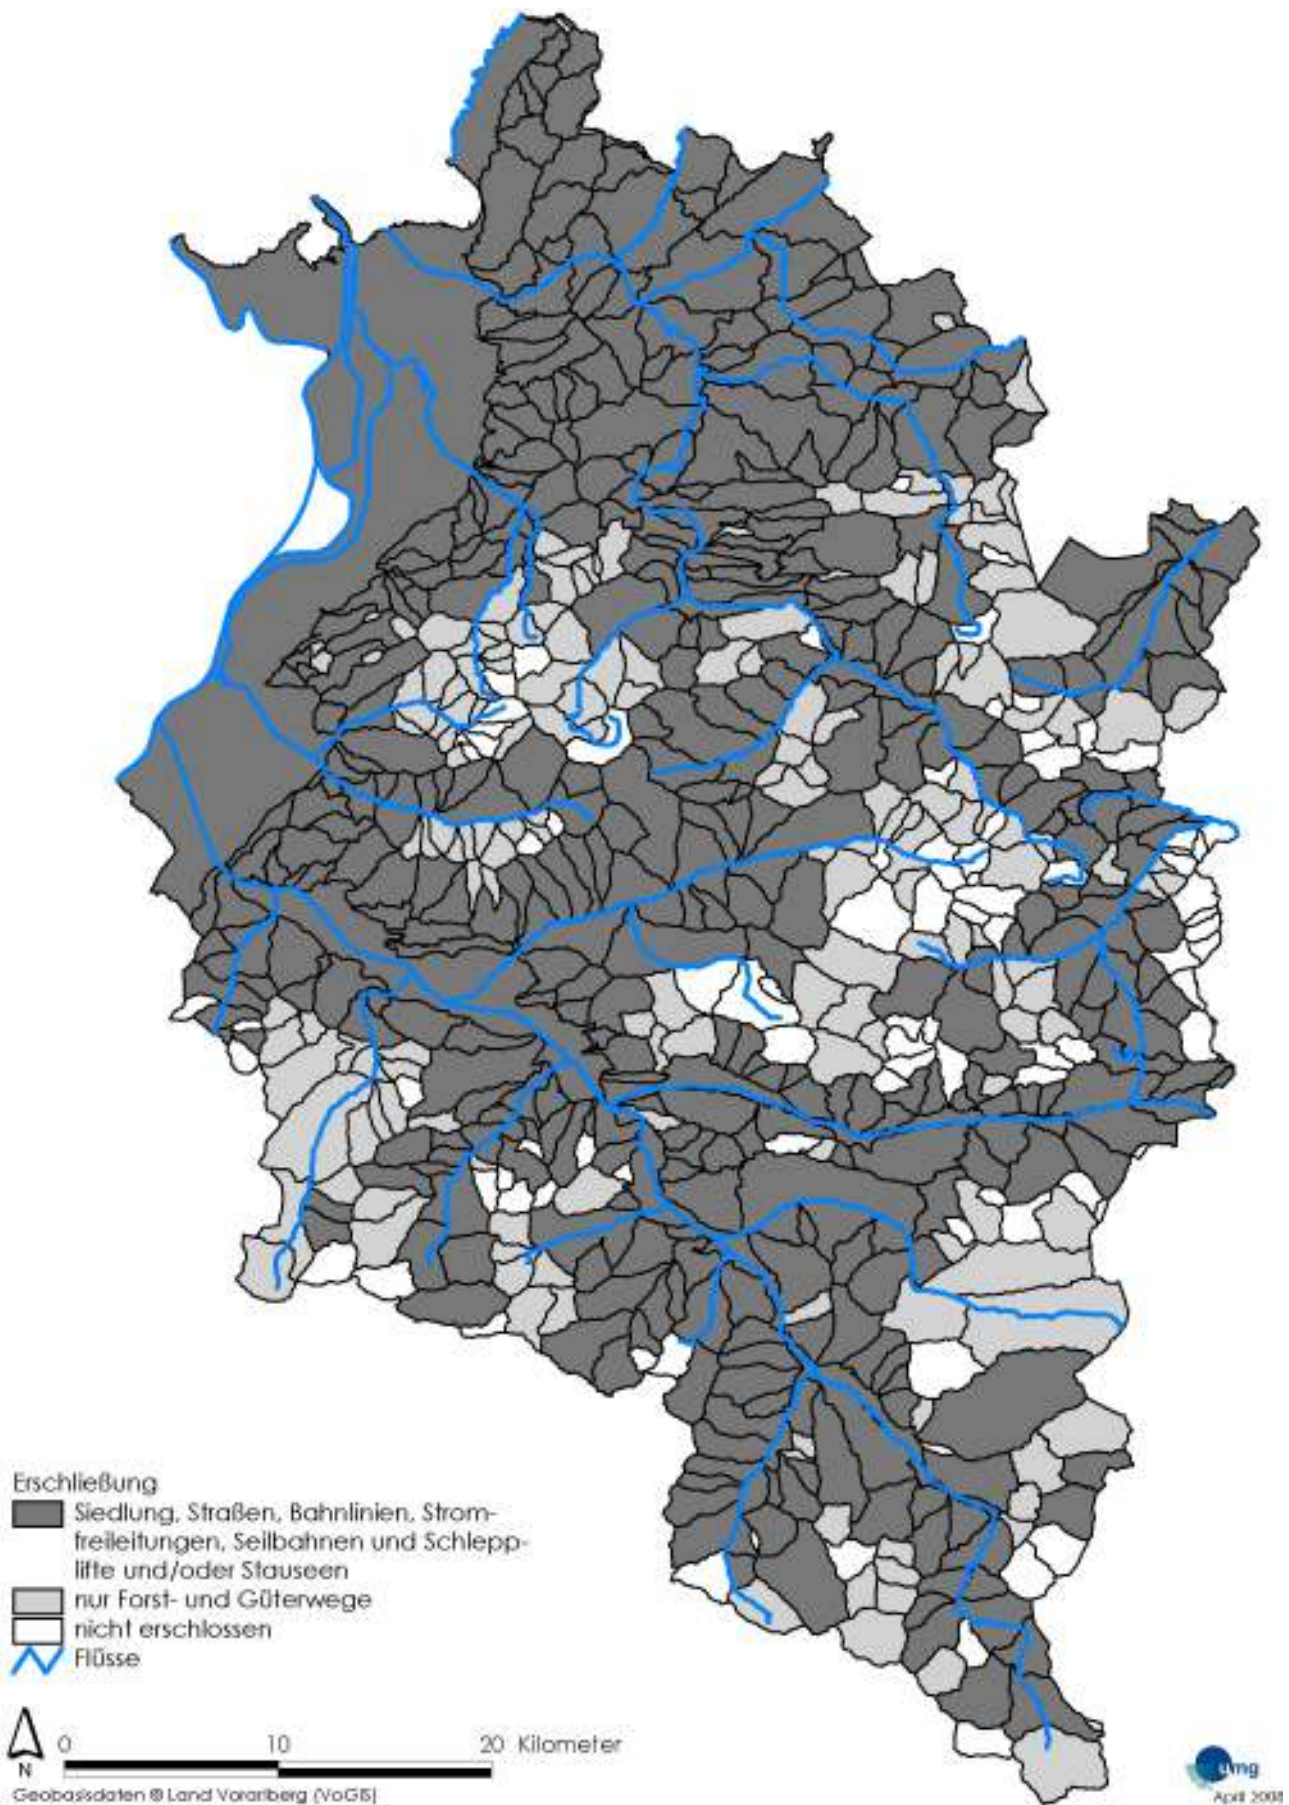 Erschließung
Siedlung, Straßen, Bahnlinien, Strom-
freileitungen, Seilbahnen und Schlepp-
lifte und/oder Stauseen
nur Forst- und Güterwege
nicht erschlossen
Flüsse
0 10 20 Kilometer
N
Geobasisdaten © Land Vorarlberg (VoGIS)
umg
April 2008